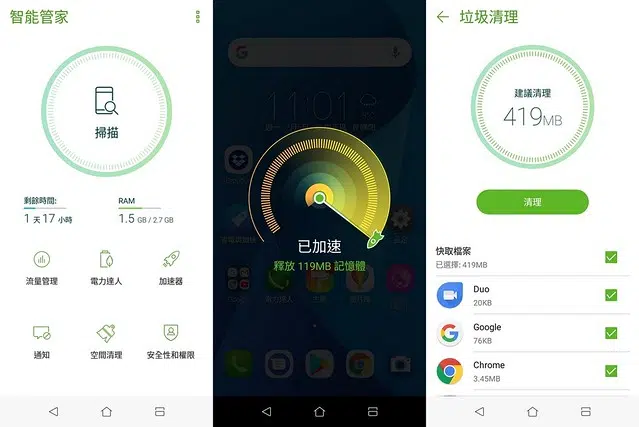 智能管家
掃描
剩餘時間:
1 天 17 小時
RAM
1.5 GB / 2.7 GB
流量管理
電力達人
加速器
通知
空間清理
安全性和權限
G
11:01
已加速
釋放 119MB 記憶體
電力達人
垃圾清理
建議清理
419MB
清理
快取檔案
已選擇: 419MB
Duo
20KB
Google
76KB
Chrome
3.45MB